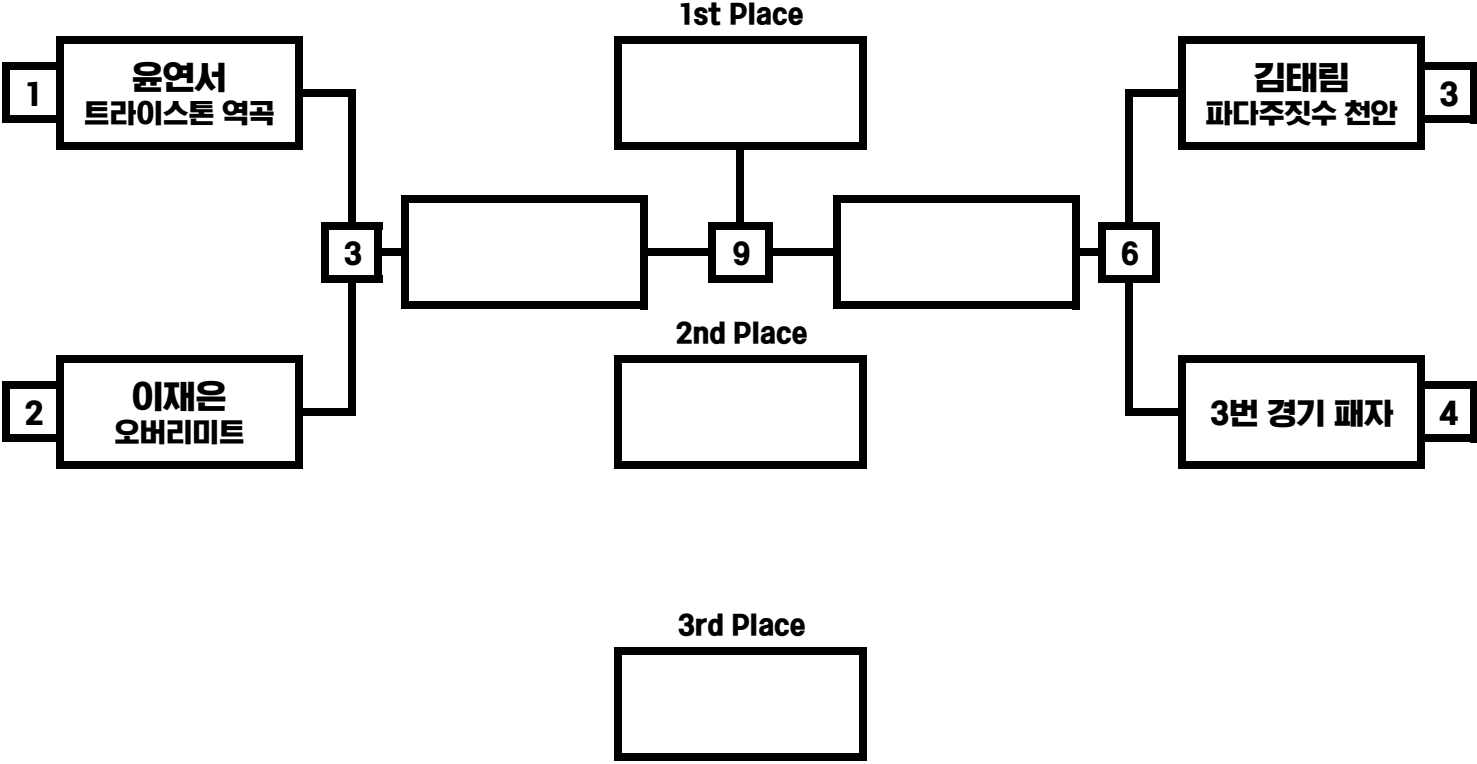 1st Place
1
윤연서
트라이스톤 역곡
김태림
파다주짓수 천안
3
3
9
6
2nd Place
2
이재은
오버리미트
3번 경기 패자
4
3rd Place